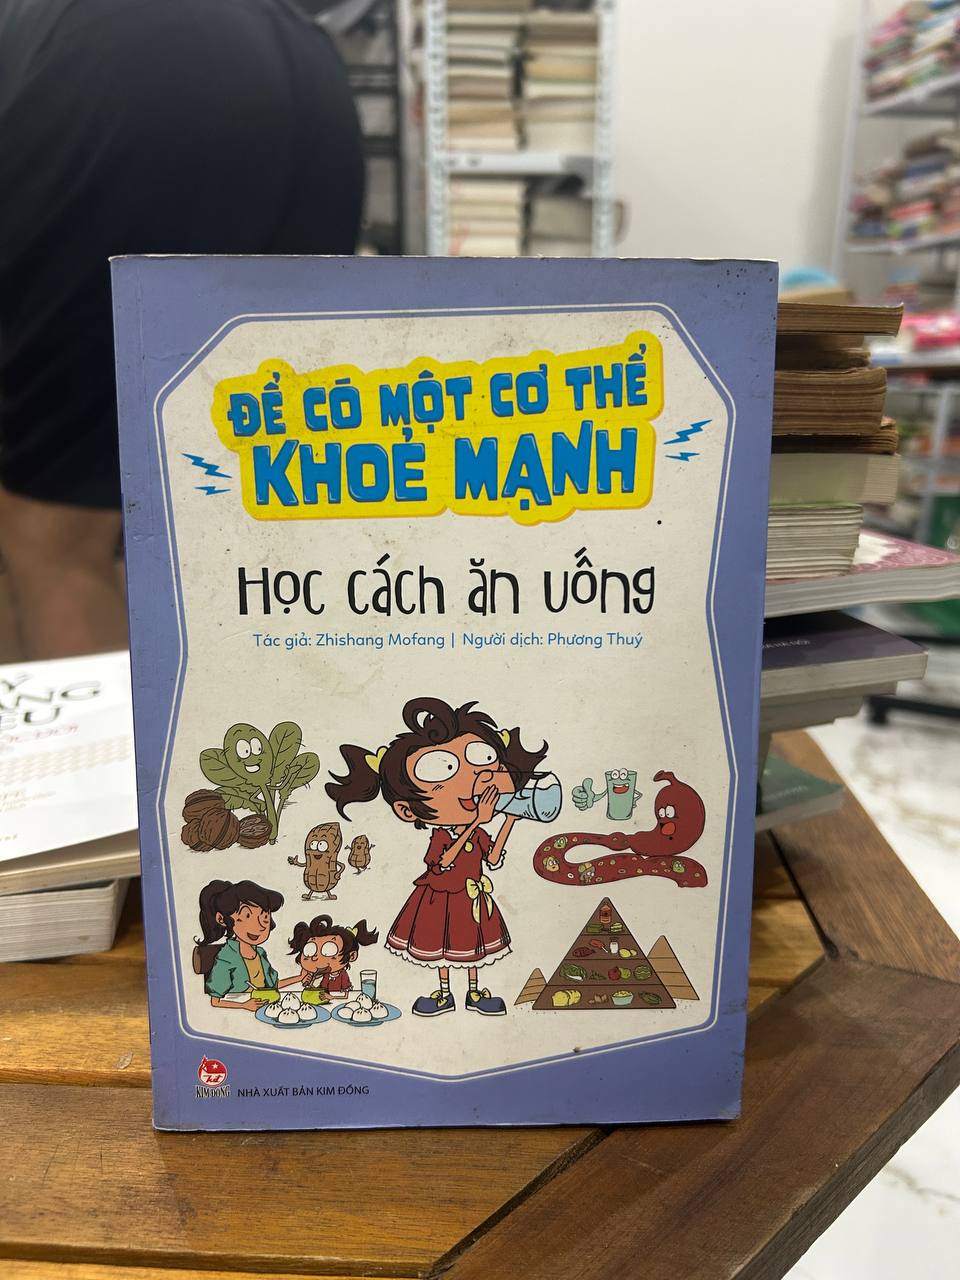 ĐỂ CÓ MỘT CƠ THỂ
KHOẺ MẠNH
Học cách ăn uống
Tác giả: Zhishang Mofang | Người dịch: Phương Thuý
KIM ĐỒNG
NHÀ XUẤT BẢN KIM ĐỒNG